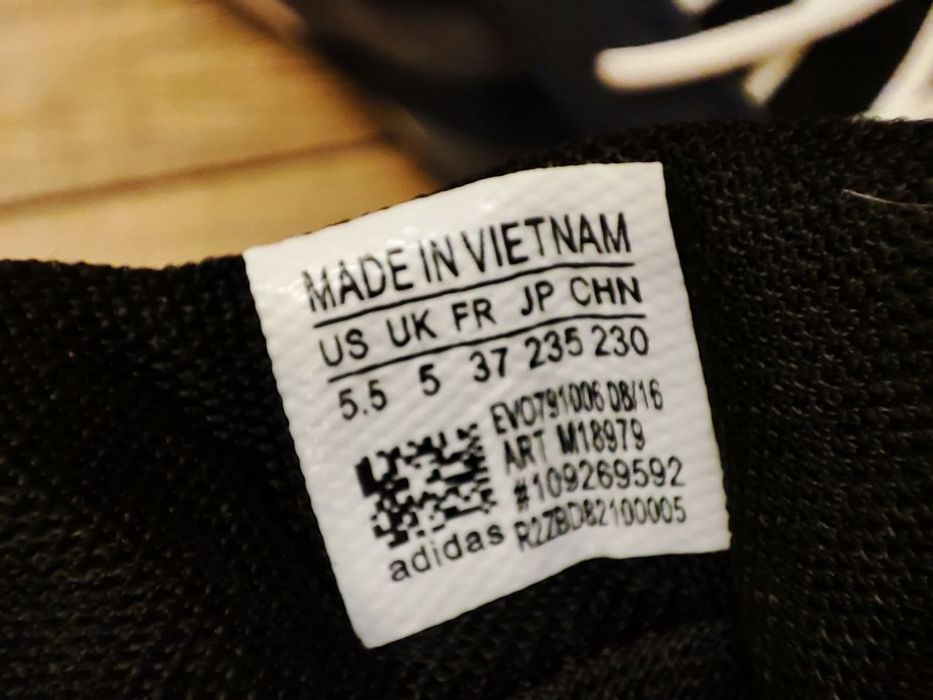 MADE IN VIETNAM
US UK FR JP CHN
5.5 5 37 235 230
EVO791006 08/16
ART M18979
#109269592
R2ZBD82100005
adidas